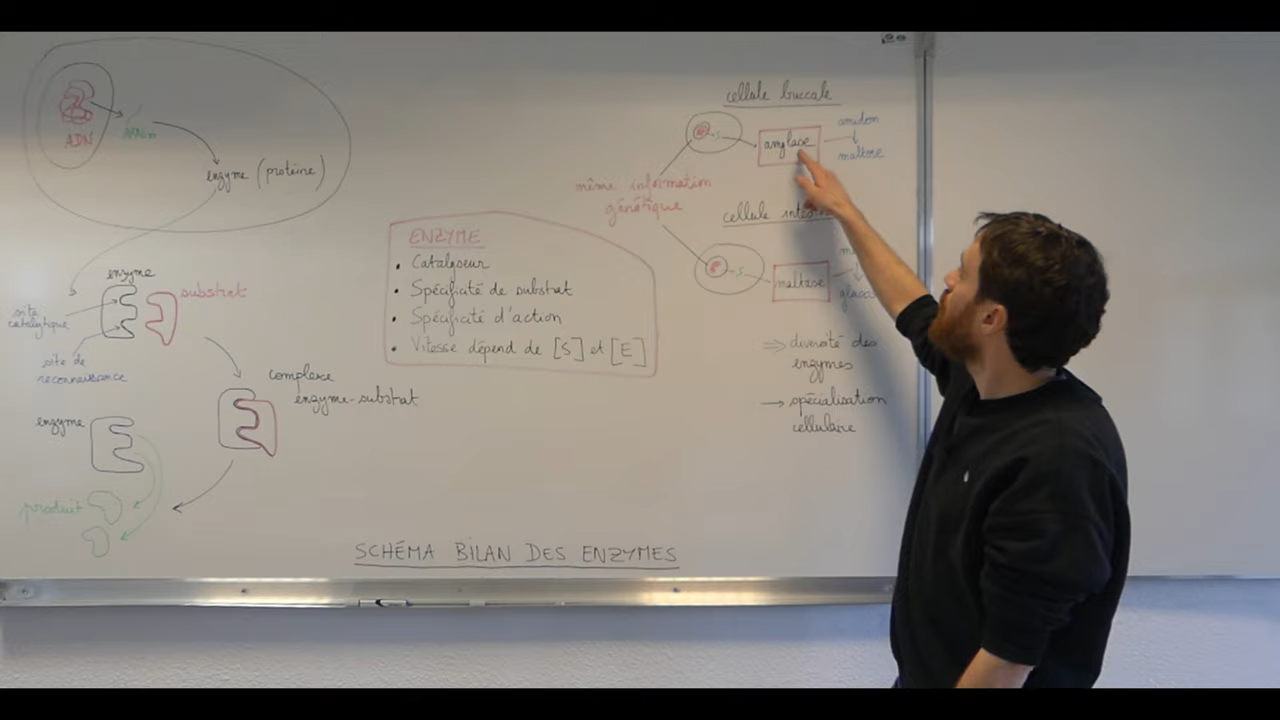 ADN
ARNm
enzyme (protéine)
enzyme
substrat
site
catalytique
site de
reconnaissance
complexe
enzyme-substrat
enzyme
produit
ENZYME
• Catalyseur
• Spécificité de substrat
• Spécificité d'action
• Vitesse dépend de [S] et [E]
cellule buccale
amylase
amidon
maltose
même information
génétique
cellule
maltase
⇒ diversité des
enzymes
→ spécialisation
cellulaire
SCHÉMA BILAN DES ENZYMES